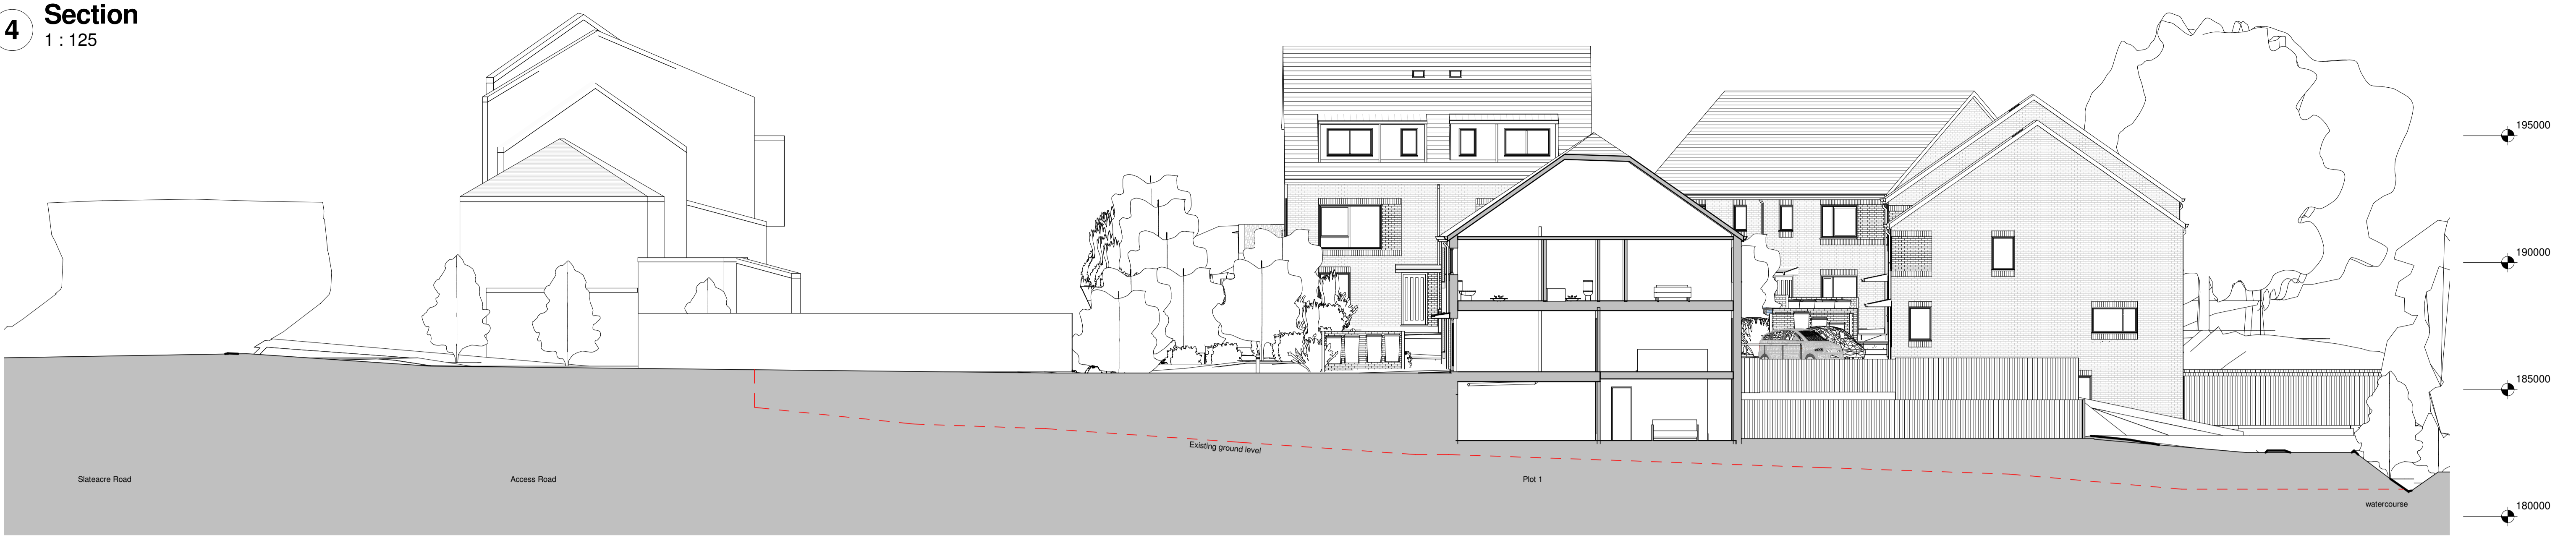 4
Section
1 : 125
195000
190000
185000
Existing ground level
Slateacre Road
Access Road
Plot 1
watercourse
180000